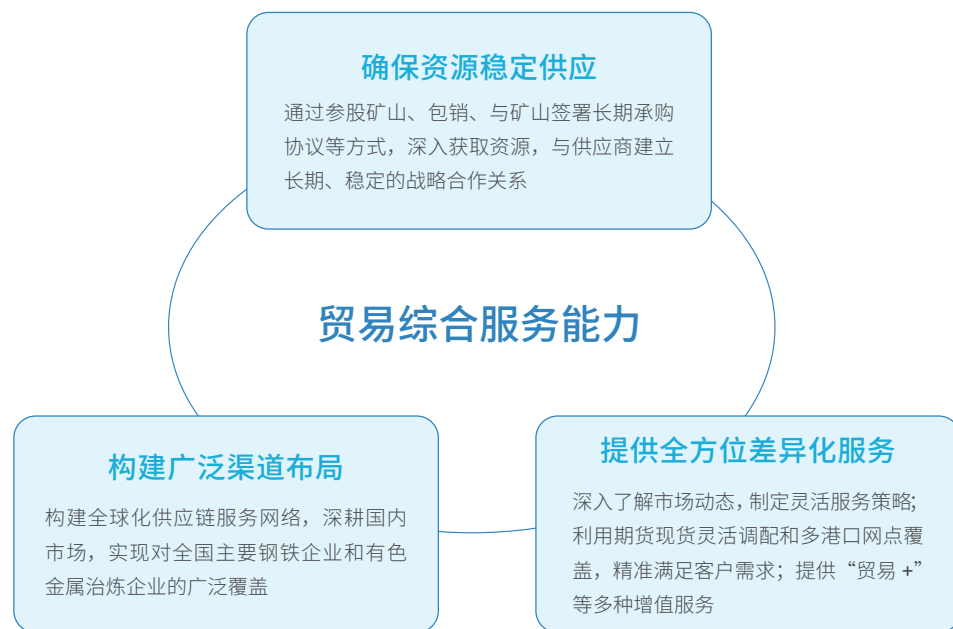 确保资源稳定供应
通过参股矿山、包销、与矿山签署长期承购
协议等方式，深入获取资源，与供应商建立
长期、稳定的战略合作关系
贸易综合服务能力
构建广泛渠道布局
构建全球化供应链服务网络，深耕国内
市场，实现对全国主要钢铁企业和有色
金属冶炼企业的广泛覆盖
提供全方位差异化服务
深入了解市场动态，制定灵活服务策略；
利用期货现货灵活调配和多港口网点覆
盖，精准满足客户需求；提供“贸易 +”
等多种增值服务